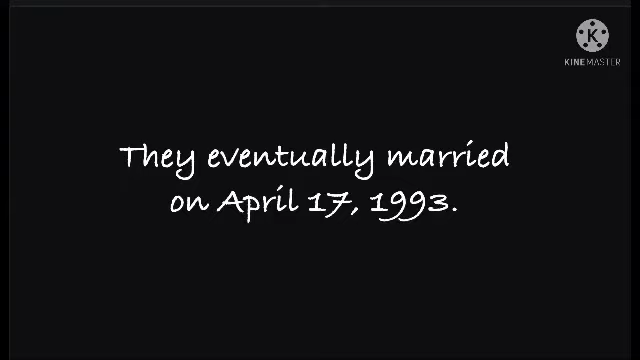 K
KINEMASTER
They eventually married
on April 17, 1993.